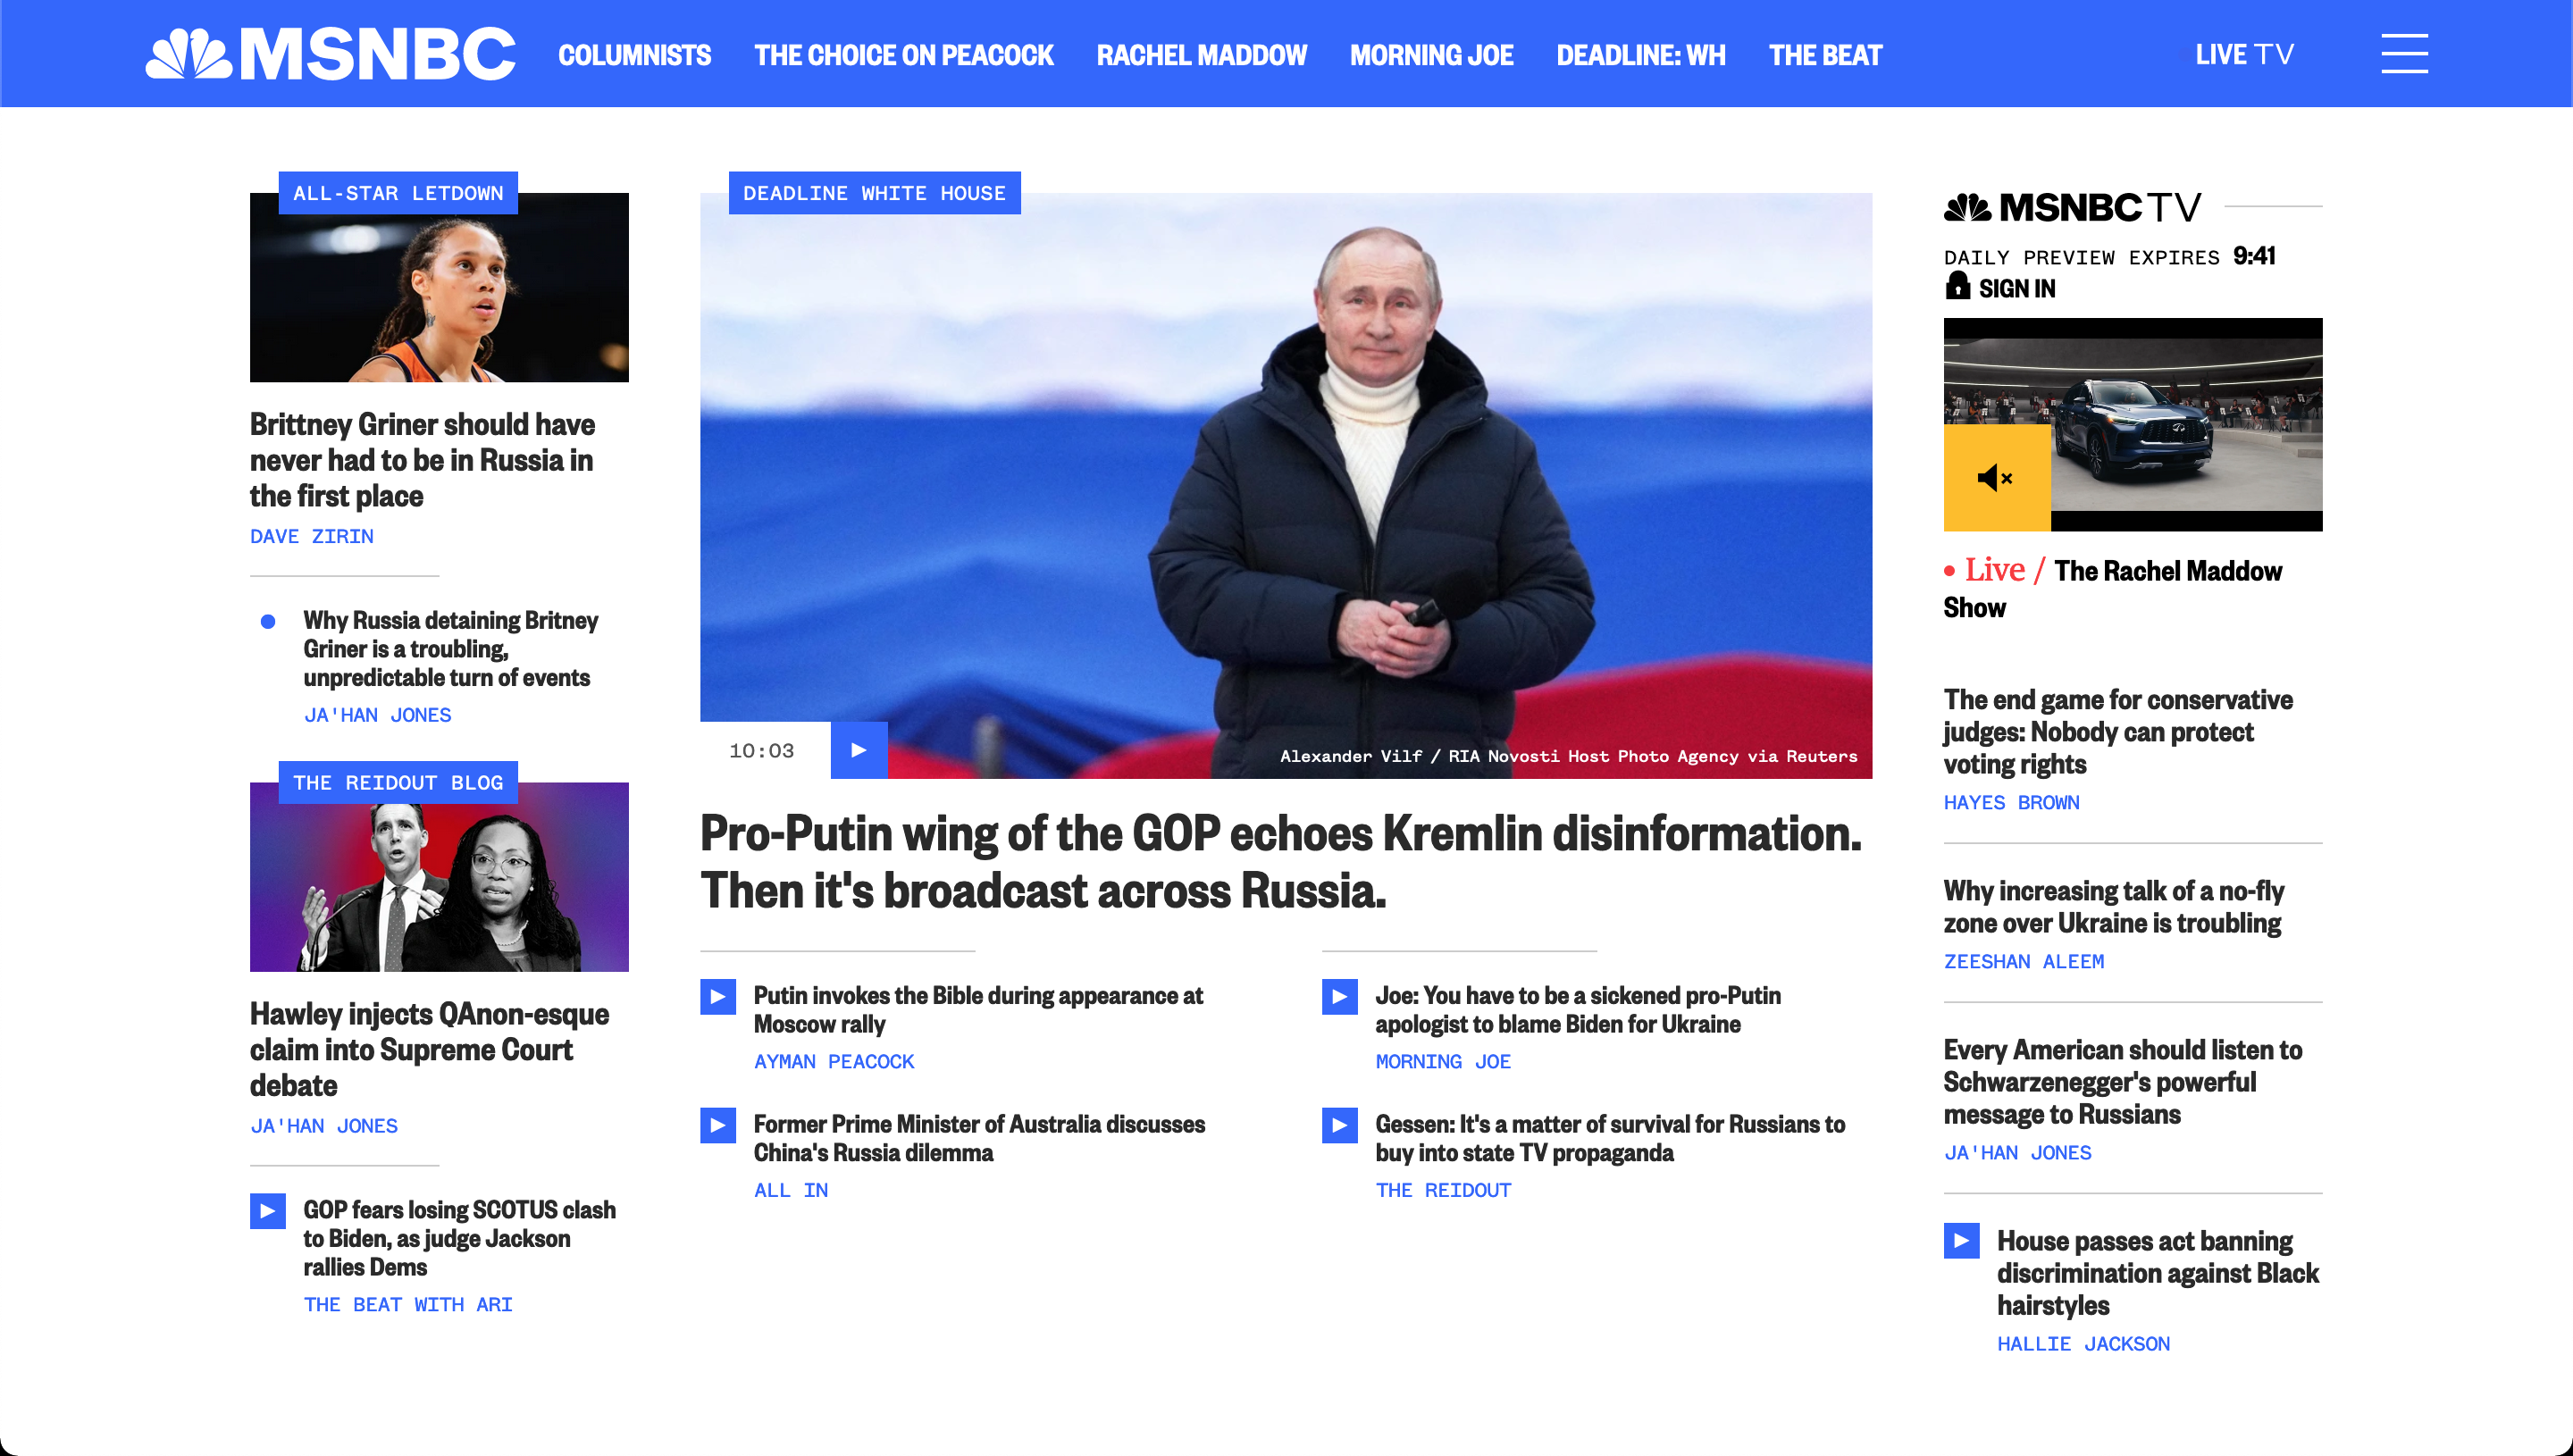 MSNBC
COLUMNISTS
THE CHOICE ON PEACOCK
RACHEL MADDOW
MORNING JOE
DEADLINE: WH
THE BEAT
LIVE TV
ALL-STAR LETDOWN
Brittney Griner should have
never had to be in Russia in
the first place
DAVE ZIRIN
Why Russia detaining Britney
Griner is a troubling,
unpredictable turn of events
JA'HAN JONES
THE REIDOUT BLOG
Hawley injects QAnon-esque
claim into Supreme Court
debate
JA'HAN JONES
GOP fears losing SCOTUS clash
to Biden, as judge Jackson
rallies Dems
THE BEAT WITH ARI
DEADLINE WHITE HOUSE
10:03
Alexander Vilf / RIA Novosti Host Photo Agency via Reuters
Pro-Putin wing of the GOP echoes Kremlin disinformation.
Then it's broadcast across Russia.
Putin invokes the Bible during appearance at
Moscow rally
AYMAN PEACOCK
Former Prime Minister of Australia discusses
China's Russia dilemma
ALL IN
Joe: You have to be a sickened pro-Putin
apologist to blame Biden for Ukraine
MORNING JOE
Gessen: It's a matter of survival for Russians to
buy into state TV propaganda
THE REIDOUT
MSNBC TV
DAILY PREVIEW EXPIRES 9:41
SIGN IN
Live / The Rachel Maddow
Show
The end game for conservative
judges: Nobody can protect
voting rights
HAYES BROWN
Why increasing talk of a no-fly
zone over Ukraine is troubling
ZEESHAN ALEEM
Every American should listen to
Schwarzenegger's powerful
message to Russians
JA'HAN JONES
House passes act banning
discrimination against Black
hairstyles
HALLIE JACKSON